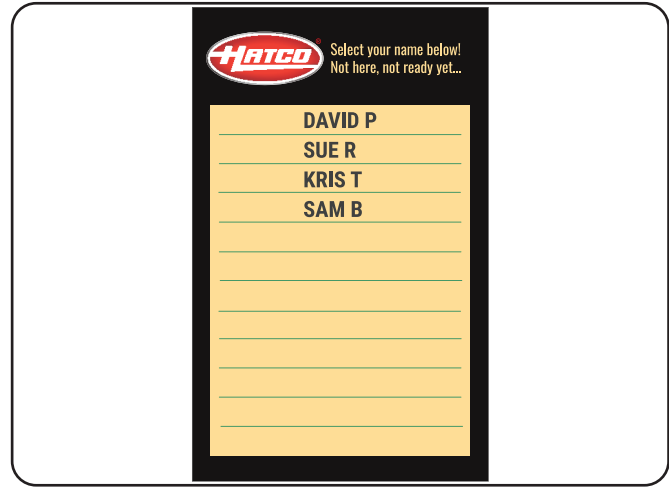 HATCO®
Select your name below!
Not here, not ready yet...
DAVID P
SUE R
KRIS T
SAM B